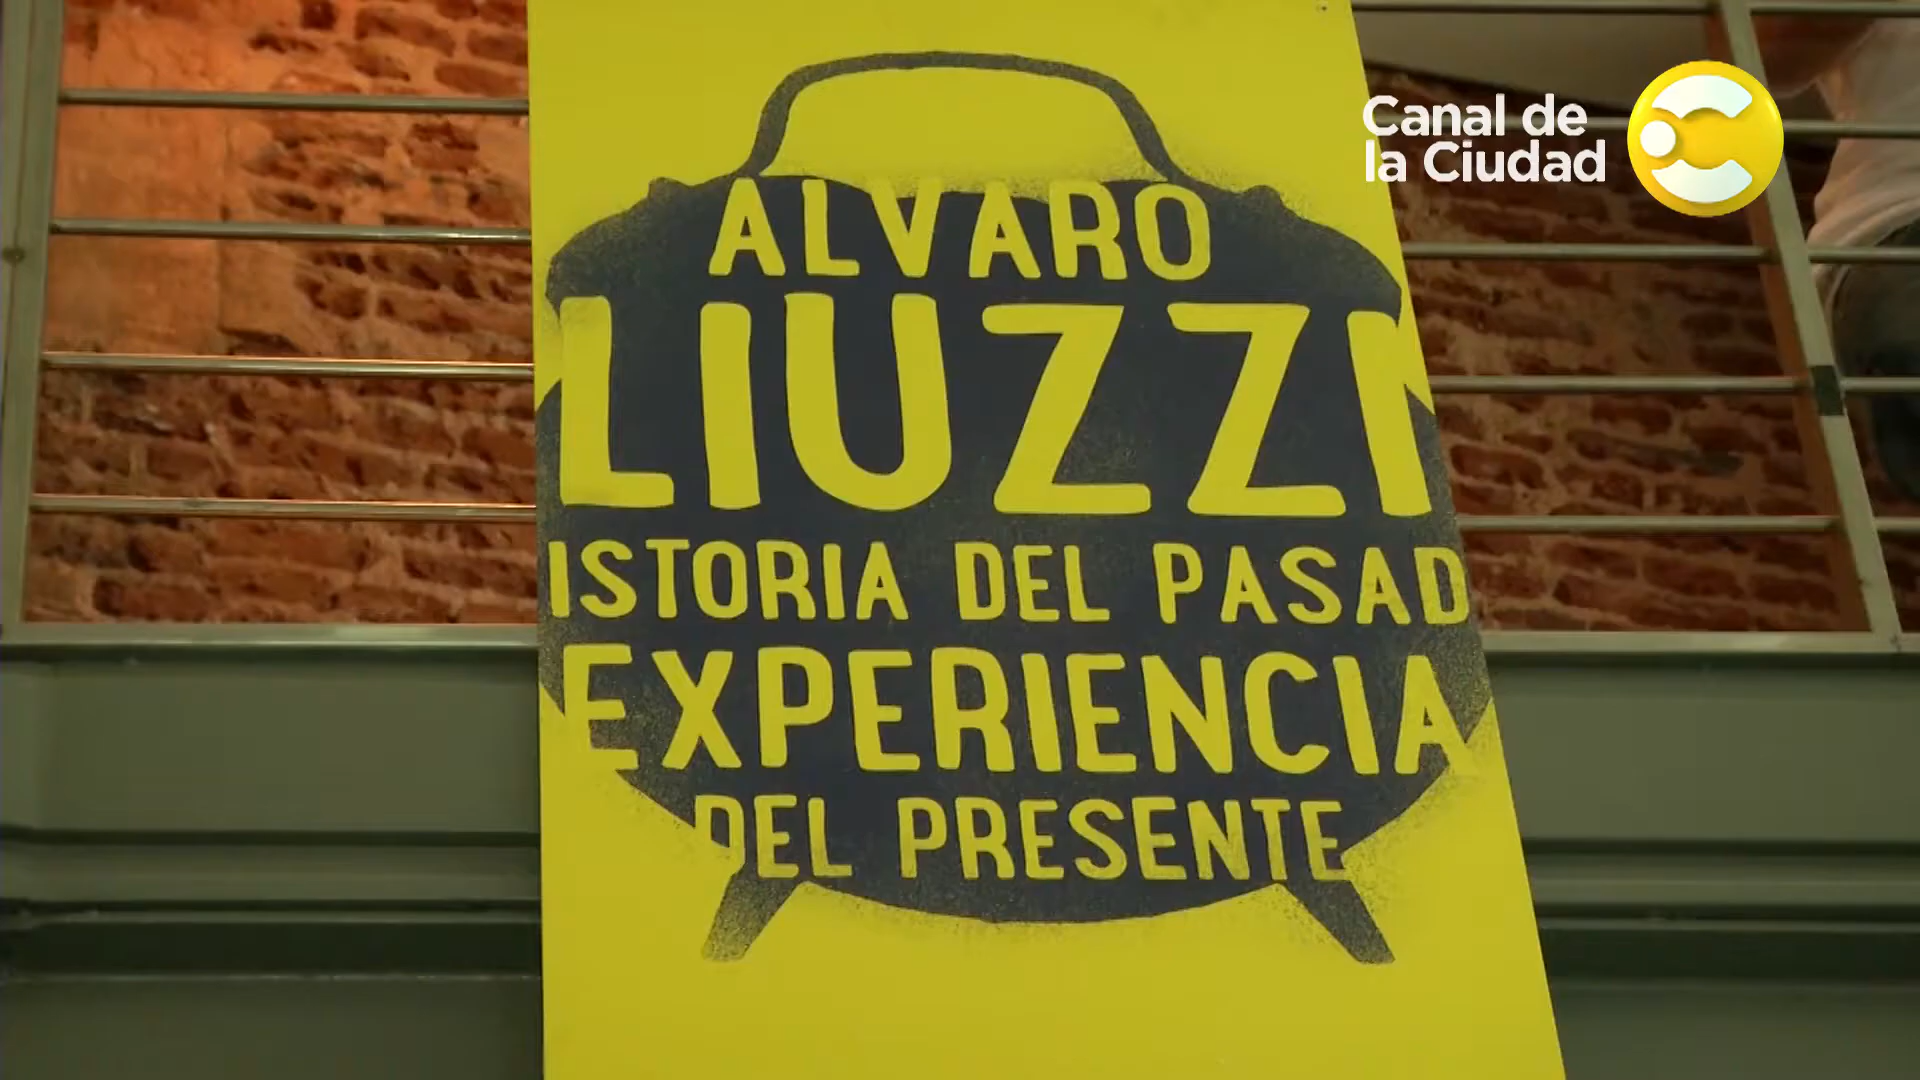 ALVARO
LIUZZI
ISTORIA DEL PASAD
EXPERIENCIA
DEL PRESENTE
Canal de
la Ciudad